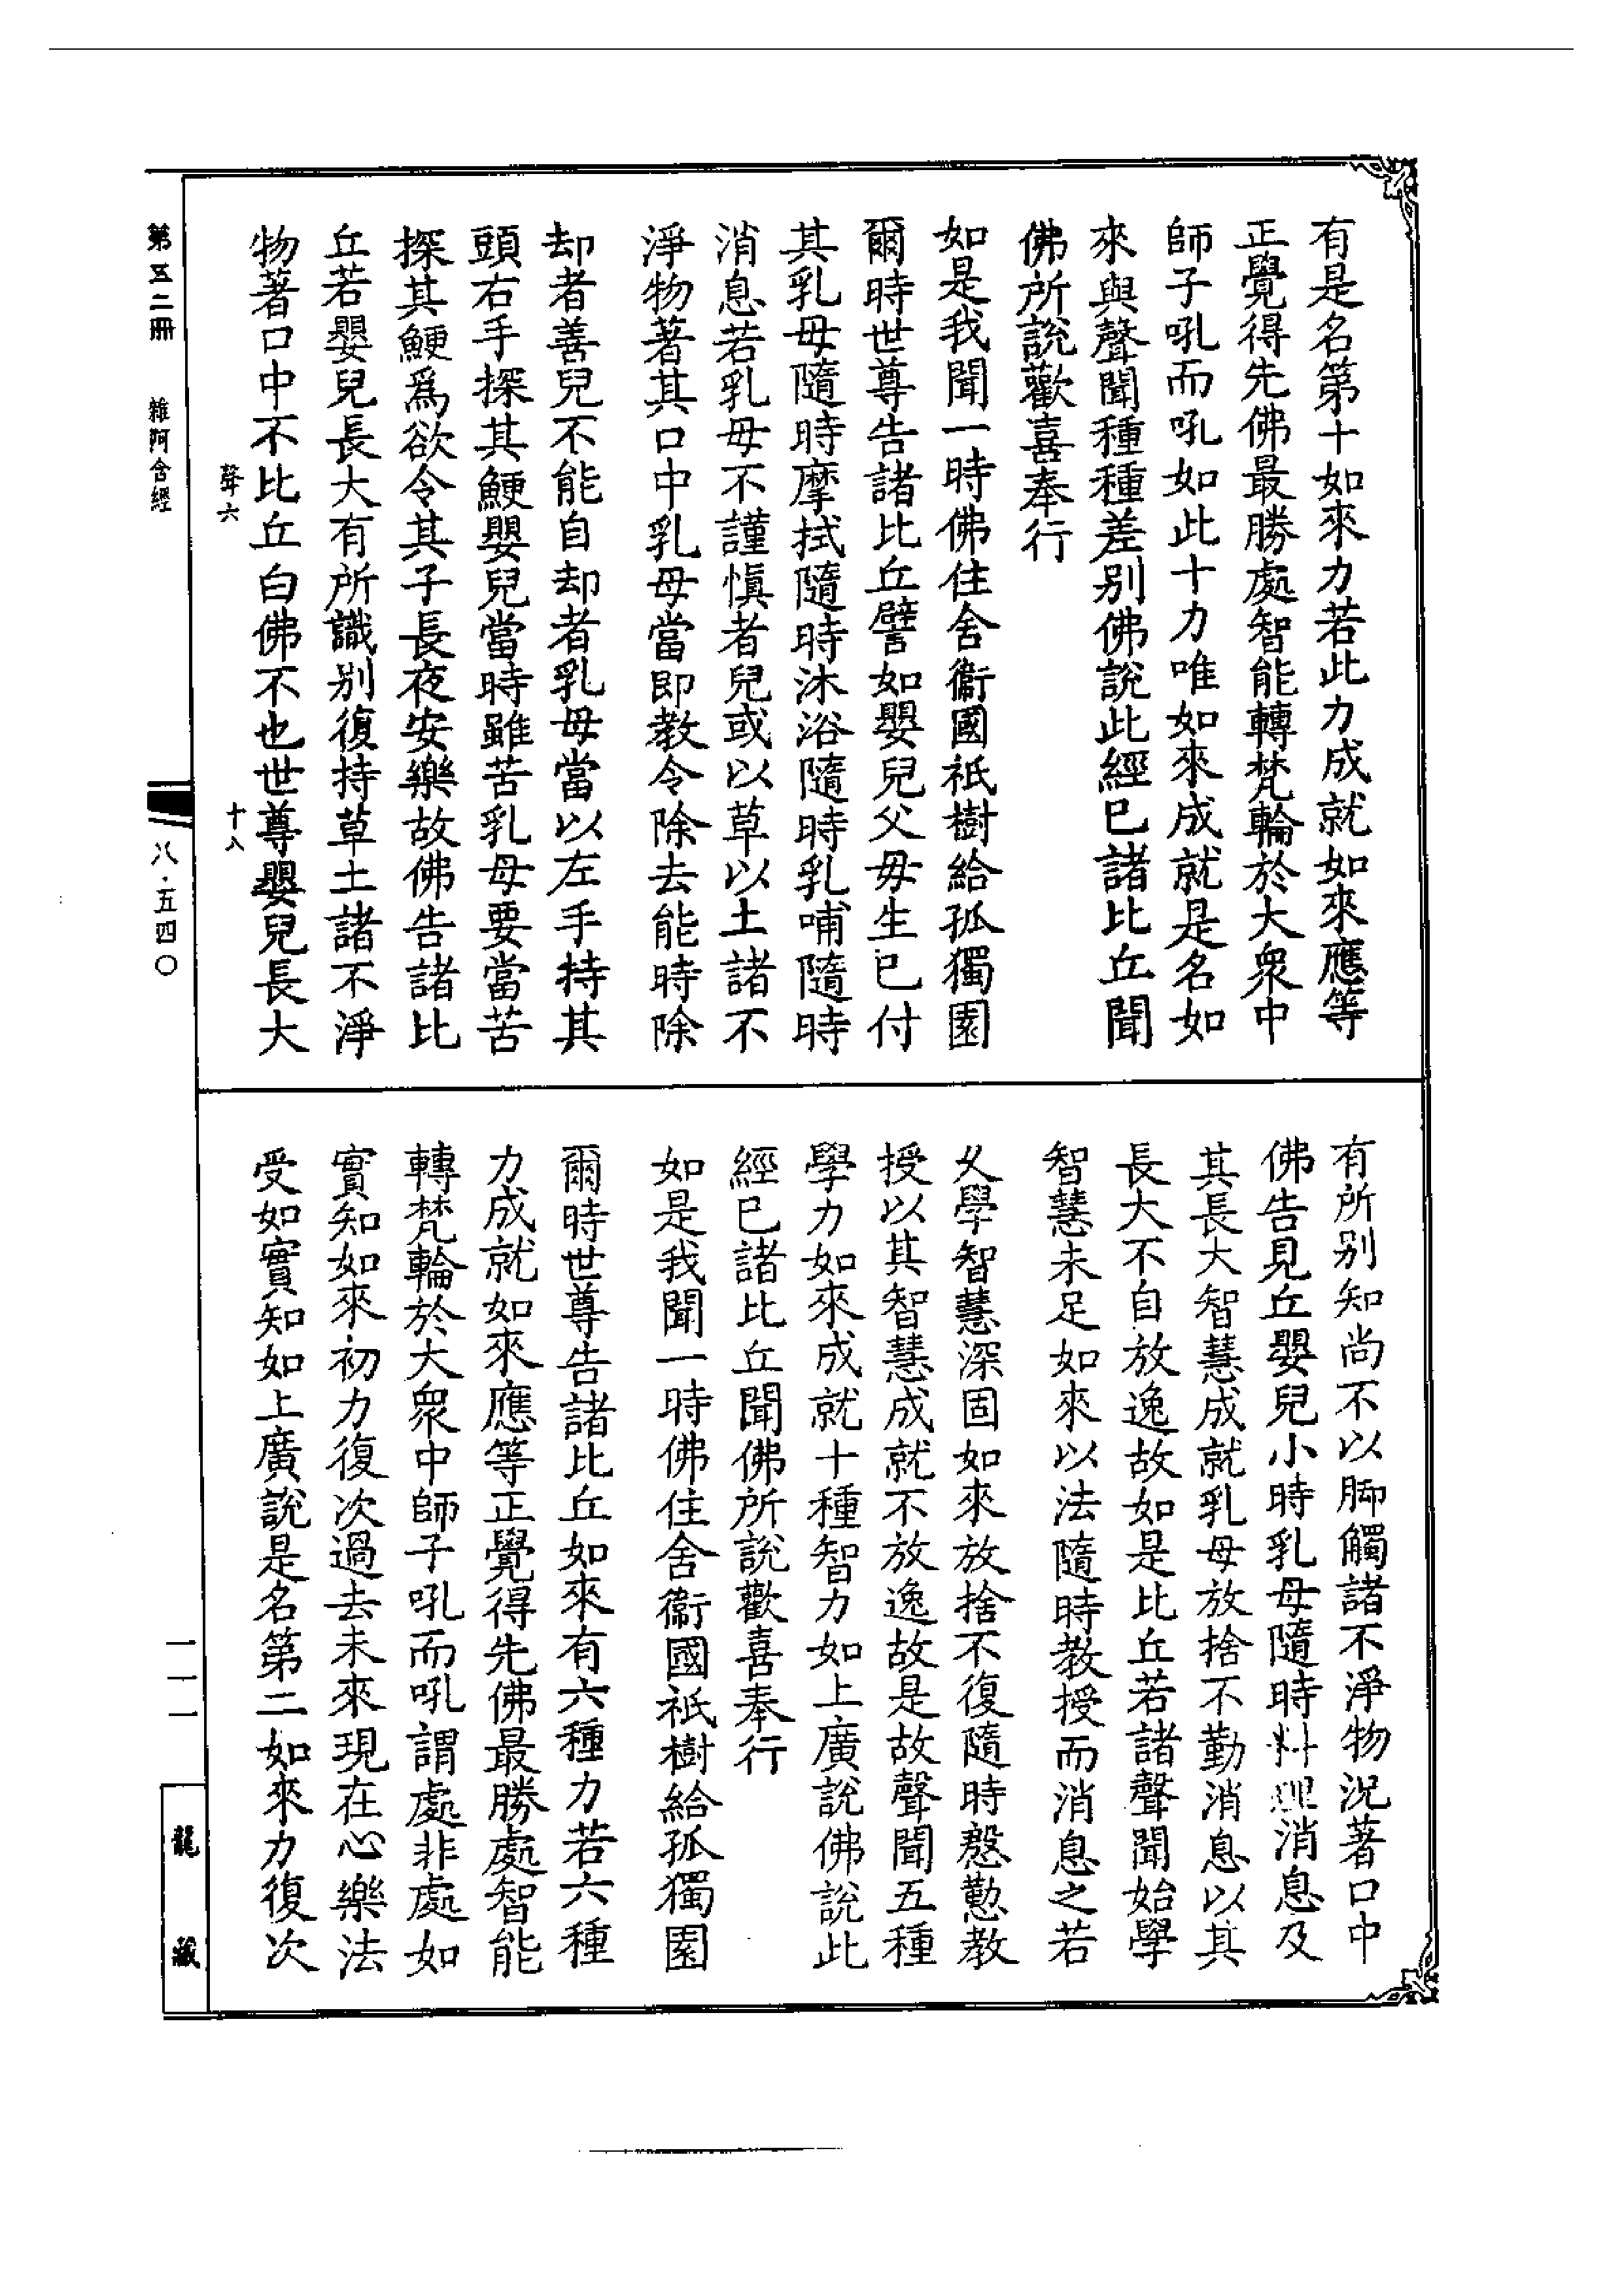 有是名第十如來力若此力成就如來應等
正覺得先佛最勝處智能轉梵輪於大衆中
師子吼而吼如此十力唯如來成就是名如
來與聲聞種種差別佛說此經已諸比丘聞
佛所說歡喜奉行
如是我聞一時佛住舍衞國祇樹給孤獨園
爾時世尊告諸比丘譬如嬰兒父母生已付
其乳母隨時摩拭隨時沐浴隨時乳哺隨時
消息若乳母不謹愼者兒或以草以土諸不
淨物著其口中乳母當即教令除去能時除
却者善兒不能自却者乳母當以左手持其
頭右手探其鯁嬰兒當時雖苦乳母要當苦
探其鯁爲欲令其子長夜安樂故佛告諸比
丘若嬰兒長大有所識別復持草土諸不淨
物著口中不比丘白佛不也世尊嬰兒長大
有所別知尚不以脚觸諸不淨物況著口中
佛告見丘嬰兒小時乳母隨時料理消息及
其長大智慧成就乳母放捨不勤消息以其
長大不自放逸故如是比丘若諸聲聞始學
智慧未足如來以法隨時教授而消息之若
久學智慧深固如來放捨不復隨時慇懃教
授以其智慧成就不放逸故是故聲聞五種
學力如來成就十種智力如上廣說佛說此
經已諸比丘聞佛所說歡喜奉行
如是我聞一時佛住舍衞國祇樹給孤獨園
爾時世尊告諸比丘如來有六種力若六種
力成就如來應等正覺得先佛最勝處智能
轉梵輪於大衆中師子吼而吼謂處非處如
實知如來初力復次過去未來現在心樂法
受如實知如上廣說是名第二如來力復次
聲六 十八
第五二冊 雜阿含經
八·五四〇
一一一
龍藏